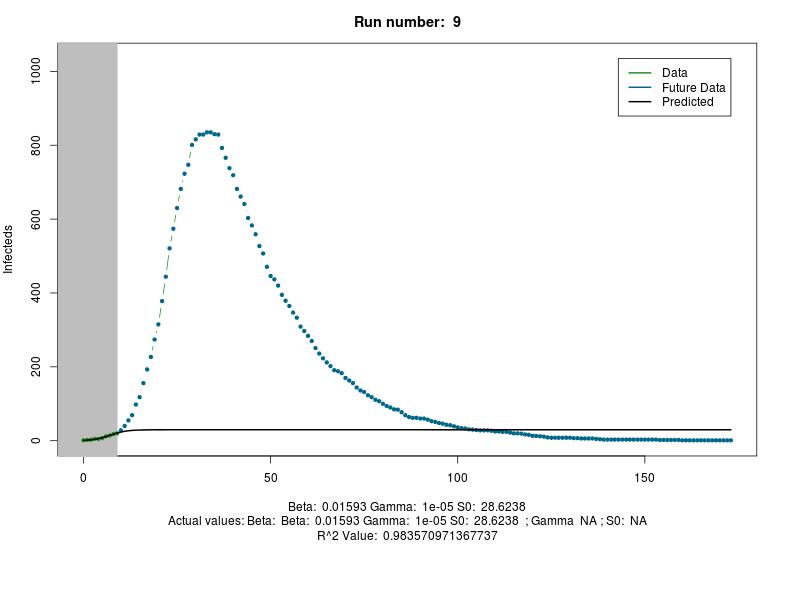 Run number: 9
Data
Future Data
Predicted
Infecteds
1000
800
600
400
200
0
0 50 100 150
Beta: 0.01593 Gamma: 1e-05 S0: 28.6238
Actual values: Beta: Beta: 0.01593 Gamma: 1e-05 S0: 28.6238 ; Gamma NA ; S0: NA
R^2 Value: 0.983570971367737